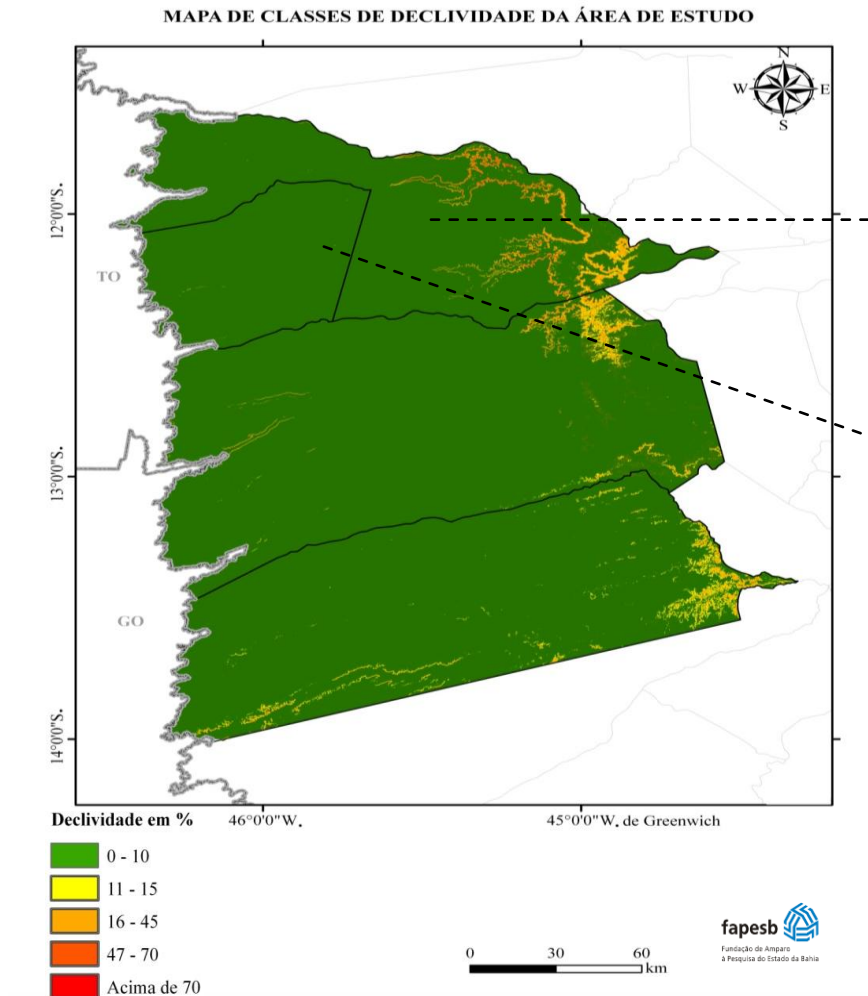 MAPA DE CLASSES DE DECLIVIDADE DA ÁREA DE ESTUDO
N
W E
S
12°0'0"S.
TO
13°0'0"S.
GO
14°0'0"S.
46°0'0"W. 45°0'0"W. de Greenwich
Declividade em %
0 - 10
11 - 15
16 - 45
47 - 70
Acima de 70
0 30 60
km
fapesb
Fundação de Amparo
à Pesquisa do Estado da Bahia